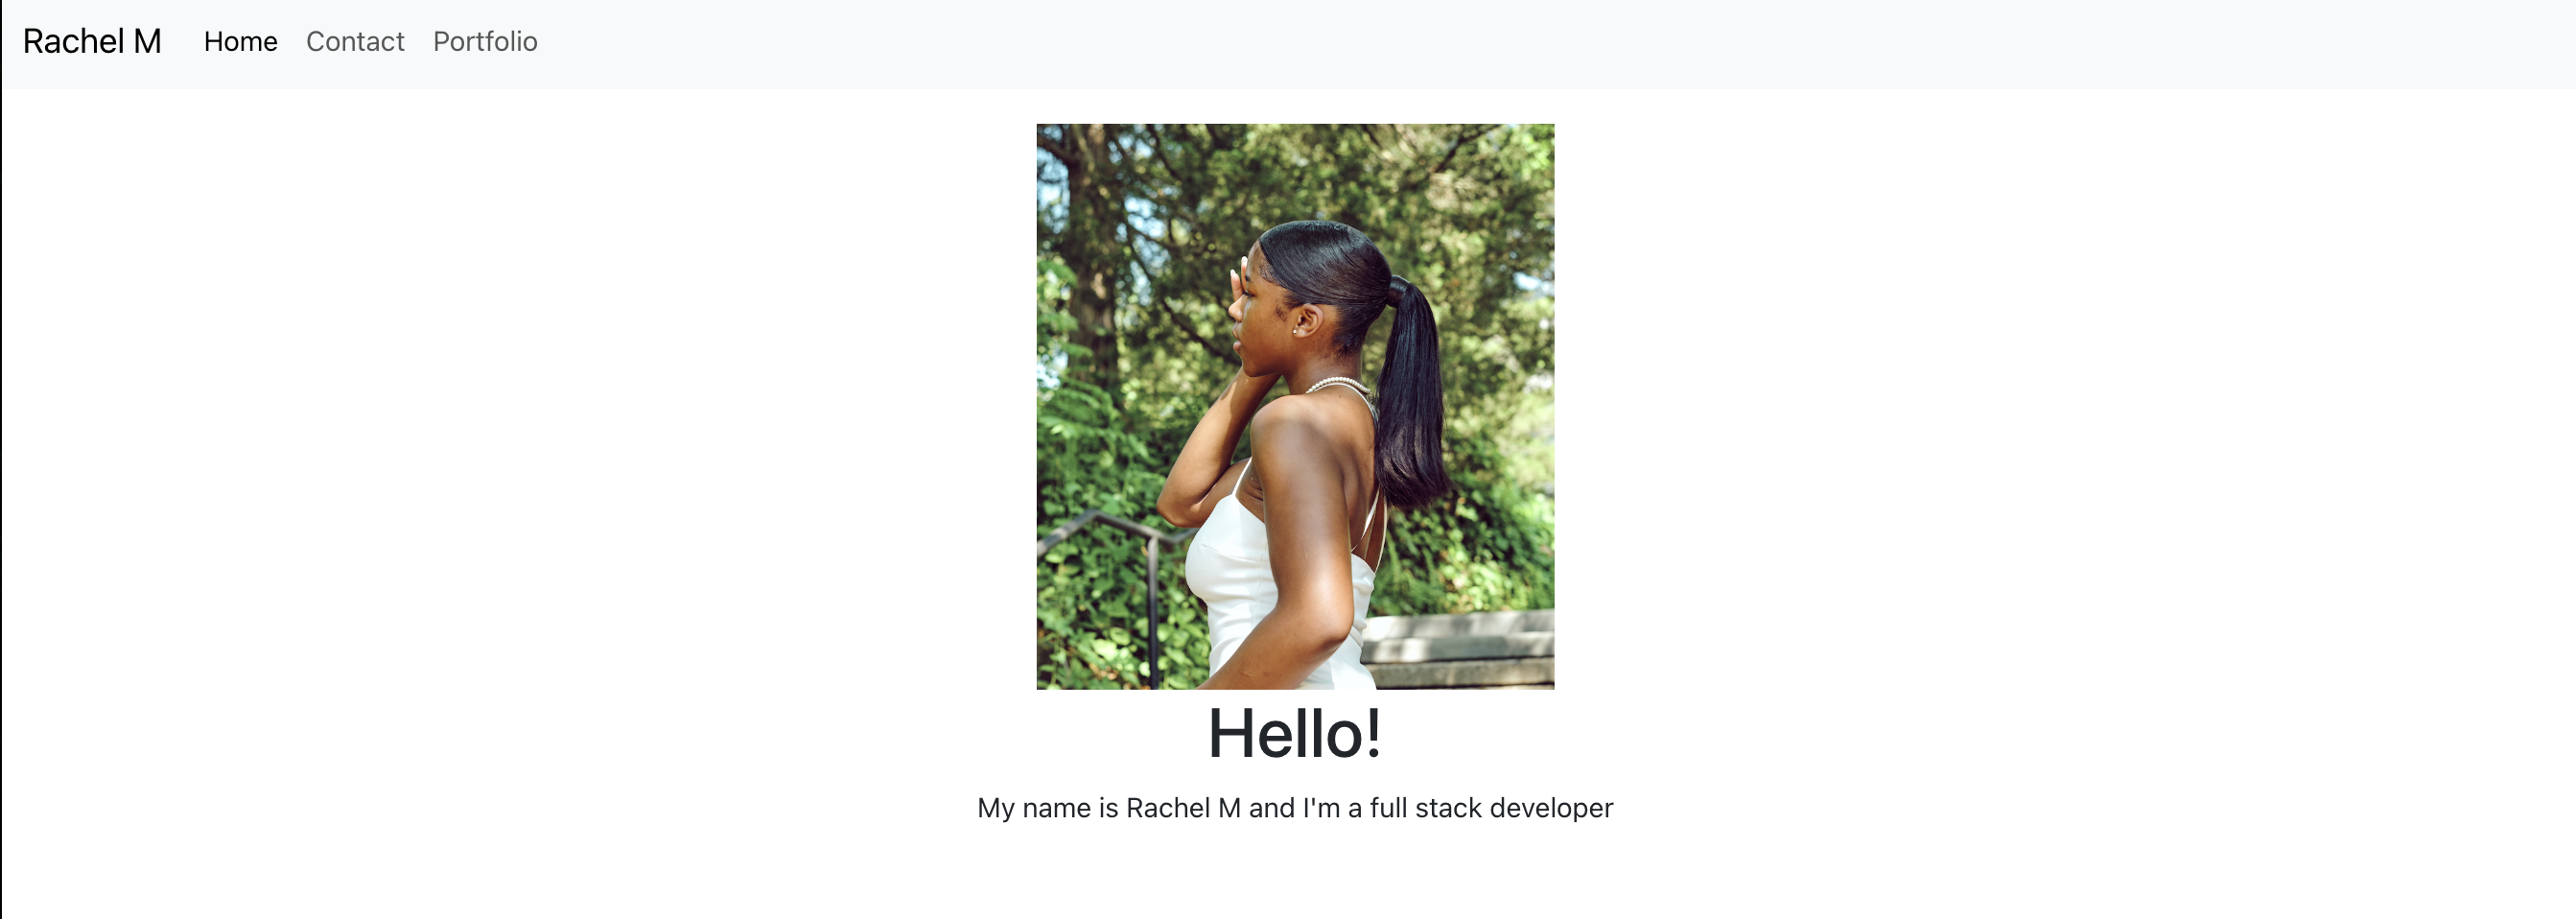 Rachel M Home Contact Portfolio
Hello!
My name is Rachel M and I'm a full stack developer